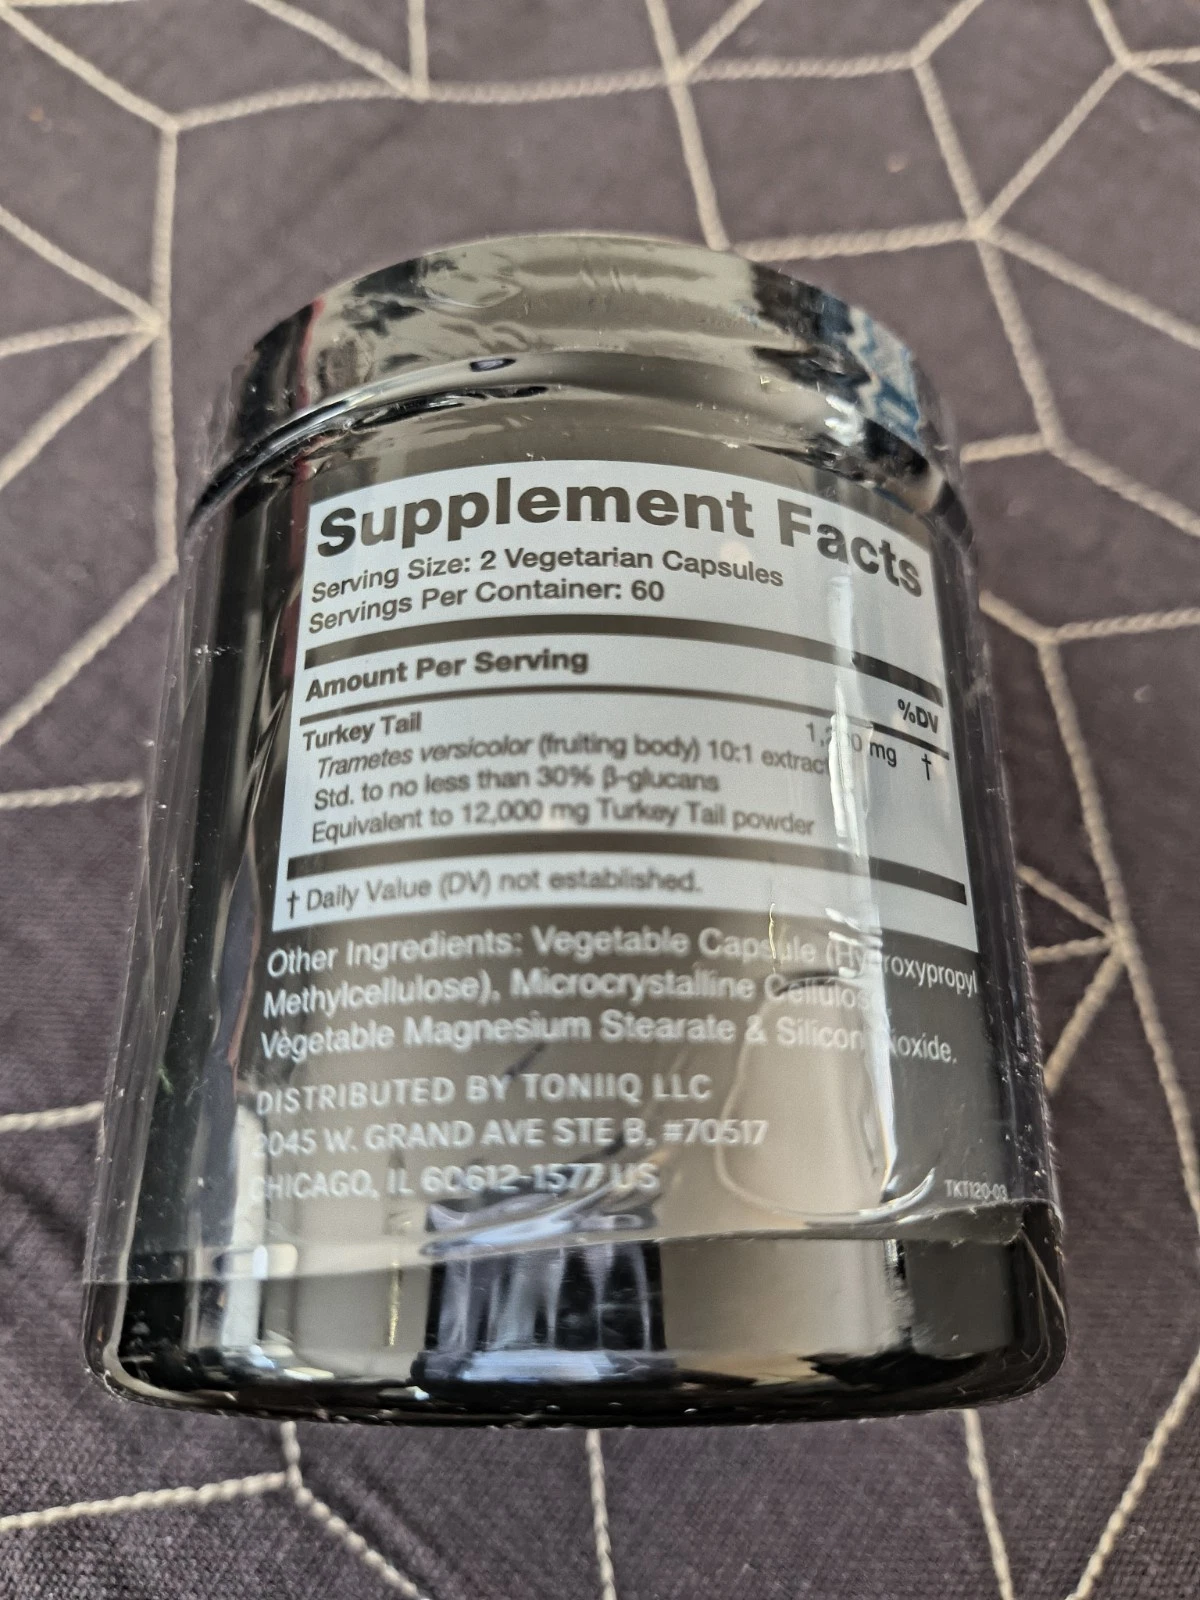 Supplement Facts
Serving Size: 2 Vegetarian Capsules
Servings Per Container: 60
Amount Per Serving
%DV
Turkey Tail mg †
Trametes versicolor (fruiting body) 10:1 extract
Std. to no less than 30% β-glucans
Equivalent to 12,000 mg Turkey Tail powder
† Daily Value (DV) not established.
Other Ingredients: Vegetable Capsule (Hydroxypropyl
Methylcellulose), Microcrystalline Cellulose
Vegetable Magnesium Stearate & Silicon Dioxide.
DISTRIBUTED BY TONIIQ LLC
2045 W. GRAND AVE STE B, #70517
CHICAGO, IL 60612-1577 US
TKT120-03